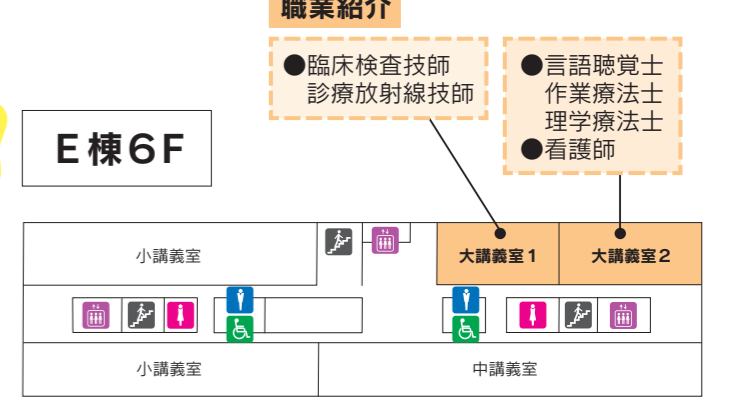 職業紹介
●臨床検査技師
診療放射線技師
●言語聴覚士
作業療法士
理学療法士
●看護師
E棟6F
小講義室
大講義室1
大講義室2
小講義室
中講義室